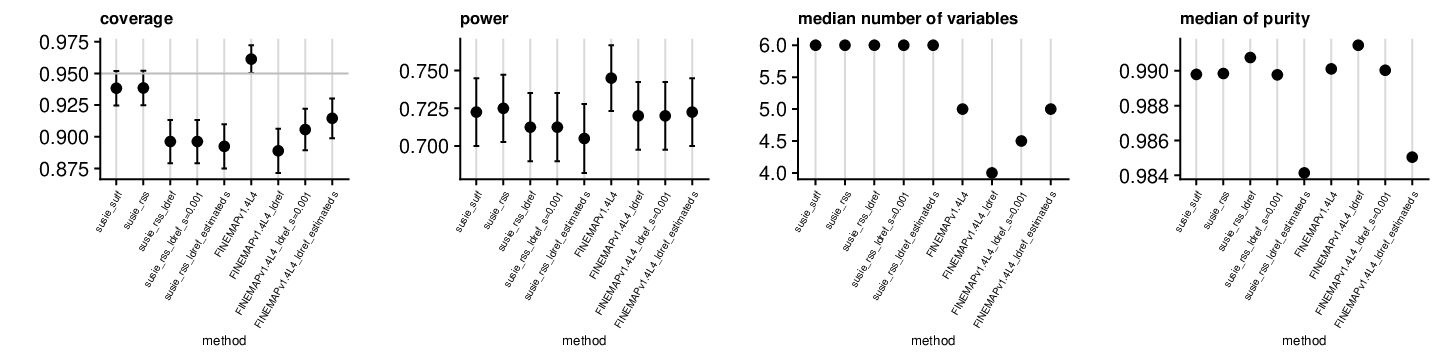 coverage
0.975
0.950
0.925
0.900
0.875
susie_suff
susie_rss
susie_rss_ldref
susie_rss_ldref_s=0.001
susie_rss_ldref_estimated.s
FINEMAPv1.4L4
FINEMAPv1.4L4_ldref
FINEMAPv1.4L4_ldref_s=0.001
FINEMAPv1.4L4_ldref_estimated.s
method
power
0.750
0.725
0.700
susie_suff
susie_rss
susie_rss_ldref
susie_rss_ldref_s=0.001
susie_rss_ldref_estimated.s
FINEMAPv1.4L4
FINEMAPv1.4L4_ldref
FINEMAPv1.4L4_ldref_s=0.001
FINEMAPv1.4L4_ldref_estimated.s
method
median number of variables
6.0
5.5
5.0
4.5
4.0
susie_suff
susie_rss
susie_rss_ldref
susie_rss_ldref_s=0.001
susie_rss_ldref_estimated.s
FINEMAPv1.4L4
FINEMAPv1.4L4_ldref
FINEMAPv1.4L4_ldref_s=0.001
FINEMAPv1.4L4_ldref_estimated.s
method
median of purity
0.990
0.988
0.986
0.984
susie_suff
susie_rss
susie_rss_ldref
susie_rss_ldref_s=0.001
susie_rss_ldref_estimated.s
FINEMAPv1.4L4
FINEMAPv1.4L4_ldref
FINEMAPv1.4L4_ldref_s=0.001
FINEMAPv1.4L4_ldref_estimated.s
method